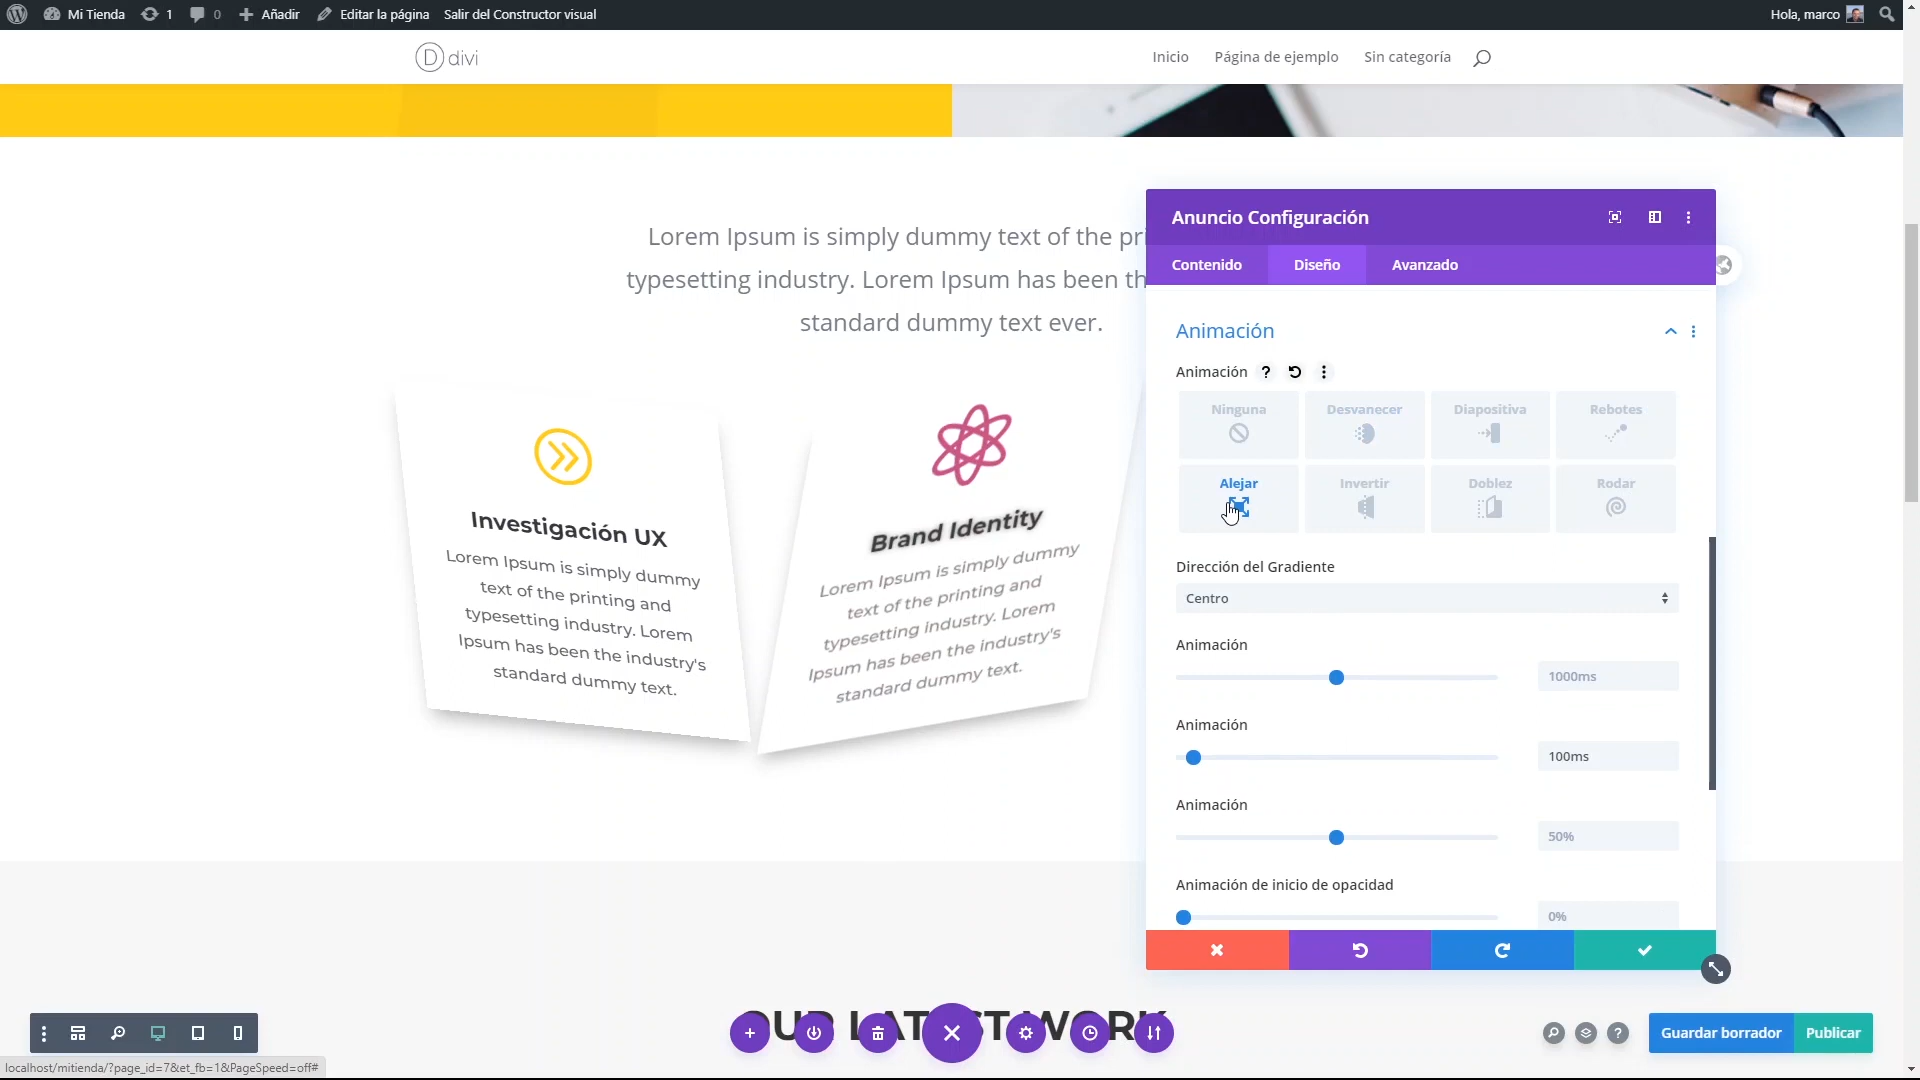 Mi Tienda
1
0
Añadir
Editar la página
Salir del Constructor visual
Hola, marco
D divi
Inicio
Página de ejemplo
Sin categoría
Lorem Ipsum is simply dummy text of the pri
typesetting industry. Lorem Ipsum has been th
standard dummy text ever.
Investigación UX
Lorem Ipsum is simply dummy
text of the printing and
typesetting industry. Lorem
Ipsum has been the industry's
standard dummy text.
Brand Identity
Lorem Ipsum is simply dummy
text of the printing and
typesetting industry. Lorem
Ipsum has been the industry's
standard dummy text.
Anuncio Configuración
Contenido
Diseño
Avanzado
Animación
Animación
Ninguna
Desvanecer
Diapositiva
Rebotes
Alejar
Invertir
Doblez
Rodar
Dirección del Gradiente
Centro
Animación
1000ms
Animación
100ms
Animación
50%
Animación de inicio de opacidad
0%
OUR LATEST WORK
Guardar borrador
Publicar
localhost/mitienda/?page_id=7&et_fb=1&PageSpeed=off#